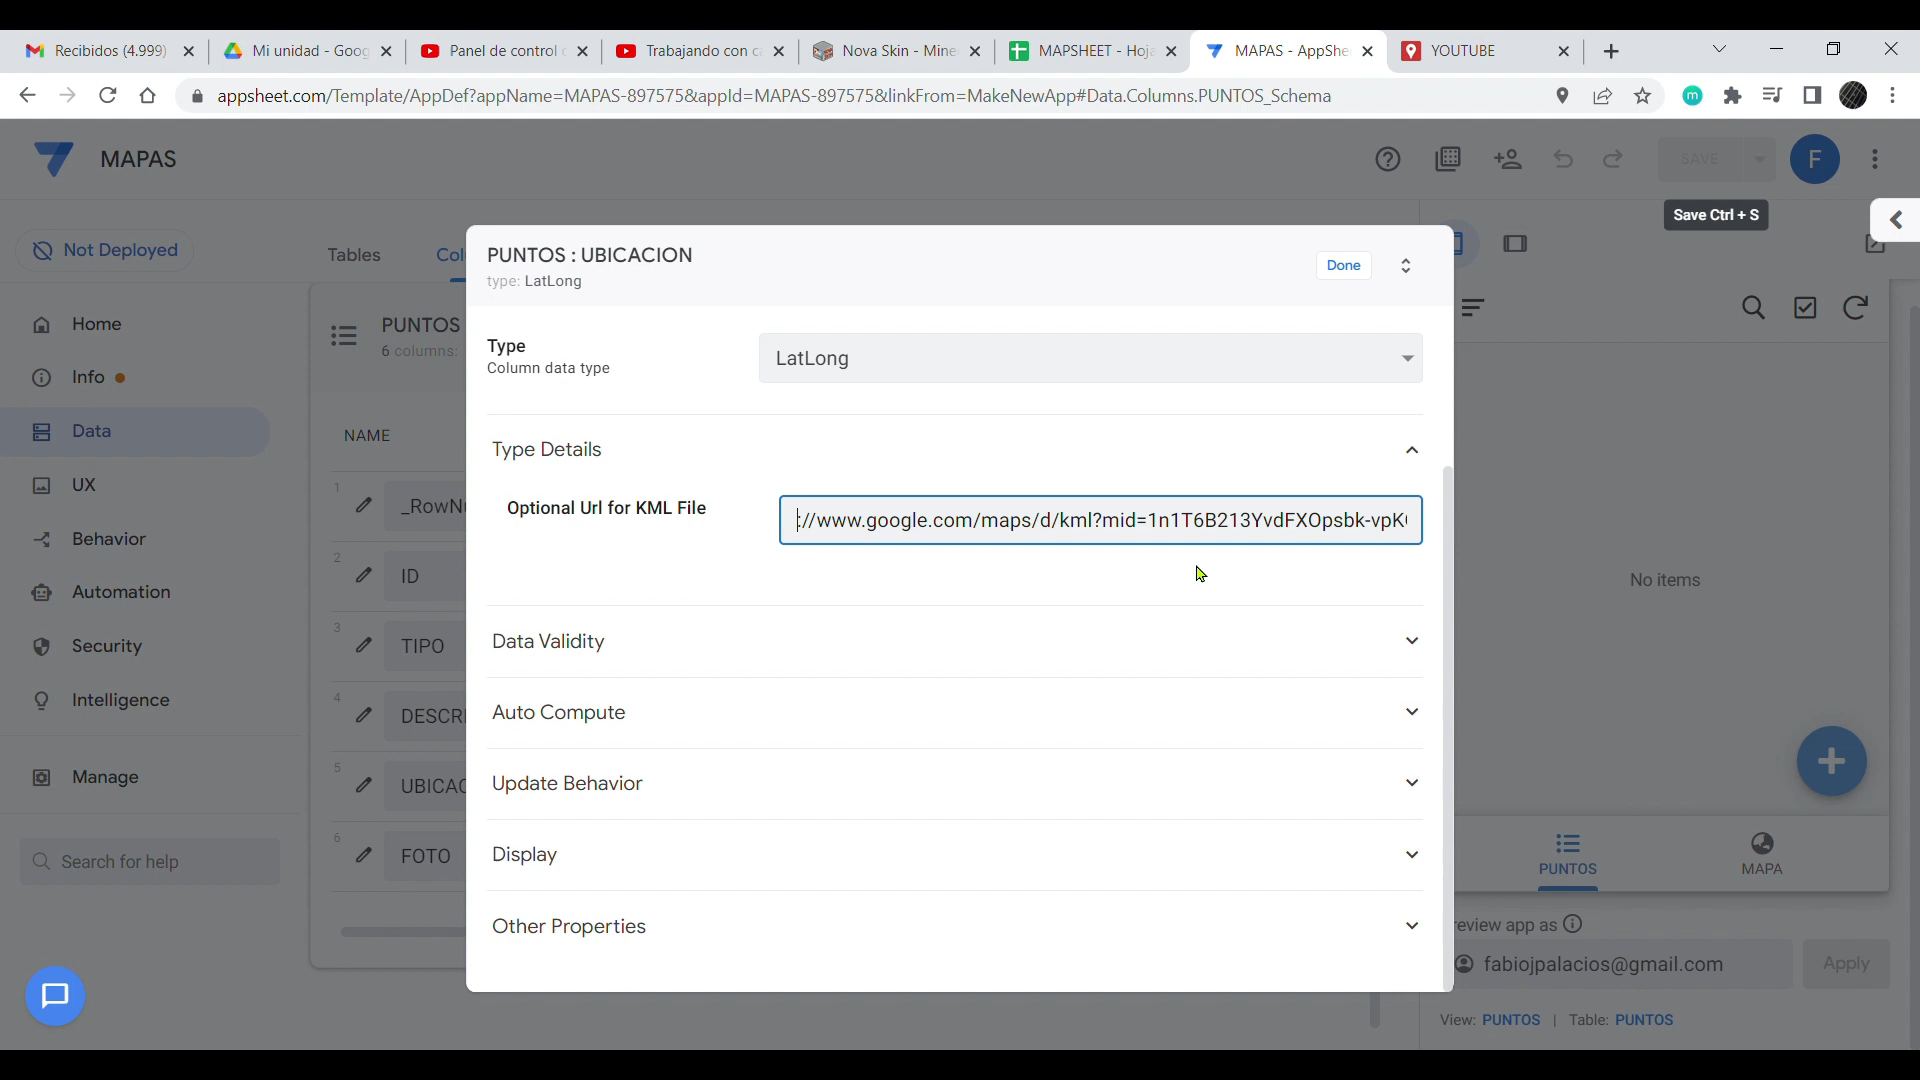 Recibidos (4.999)
Mi unidad - Goog
Panel de control
Trabajando con c
Nova Skin - Mine
MAPSHEET - Hoja
MAPAS - AppShe
YOUTUBE
appsheet.com/Template/AppDef?appName=MAPAS-897575&appId=MAPAS-897575&linkFrom=MakeNewApp#Data.Columns.PUNTOS_Schema
MAPAS
SAVE
F
Save Ctrl + S
Not Deployed
Tables
Col
Home
Info
Data
UX
Behavior
Automation
Security
Intelligence
Manage
Search for help
PUNTOS
6 columns:
NAME
1
_RowNu
2
ID
3
TIPO
4
DESCRI
5
UBICAC
6
FOTO
PUNTOS : UBICACION
type: LatLong
Done
Type
Column data type
LatLong
Type Details
Optional Url for KML File
://www.google.com/maps/d/kml?mid=1n1T6B213YvdFXOpsbk-vpK
Data Validity
Auto Compute
Update Behavior
Display
Other Properties
No items
PUNTOS
MAPA
review app as
fabiojpalacios@gmail.com
Apply
View: PUNTOS | Table: PUNTOS